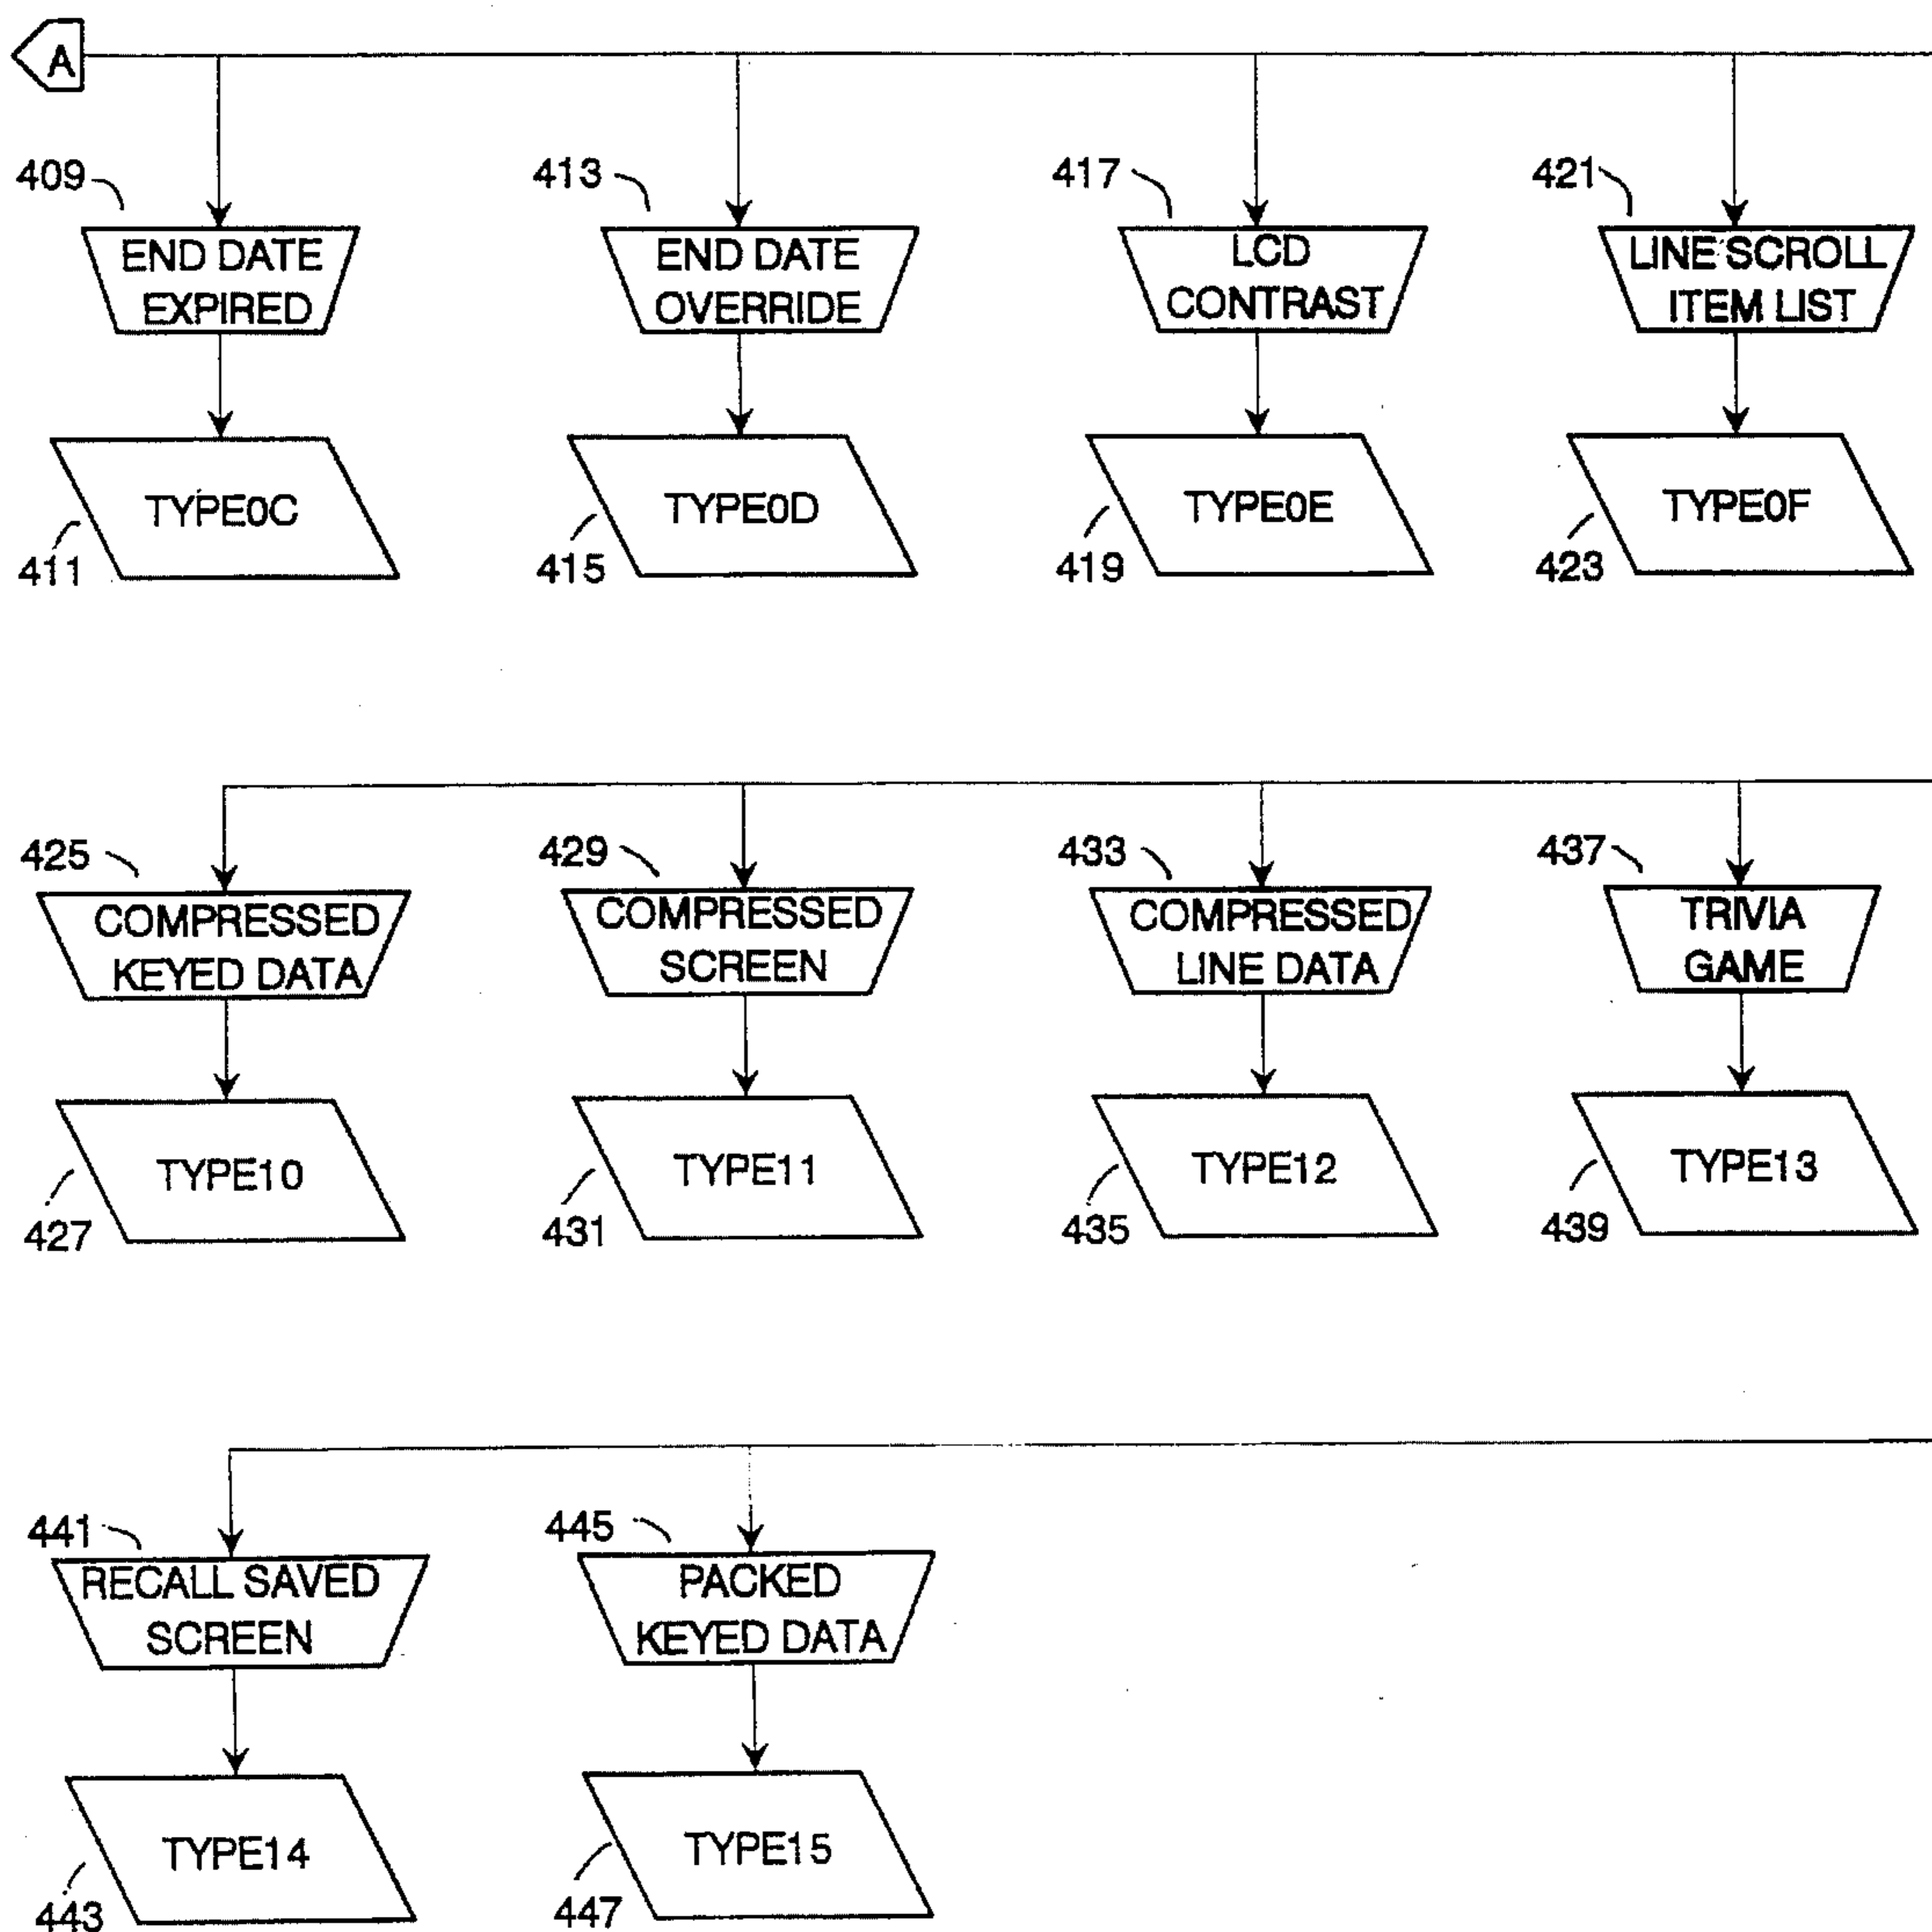 A
409
413
417
421
END DATE
EXPIRED
END DATE
OVERRIDE
LCD
CONTRAST
LINE SCROLL
ITEM LIST
TYPE0C
TYPE0D
TYPE0E
TYPE0F
411
415
419
423
425
429
433
437
COMPRESSED
KEYED DATA
COMPRESSED
SCREEN
COMPRESSED
LINE DATA
TRIVIA
GAME
TYPE10
TYPE11
TYPE12
TYPE13
427
431
435
439
441
445
RECALL SAVED
SCREEN
PACKED
KEYED DATA
TYPE14
TYPE15
443
447